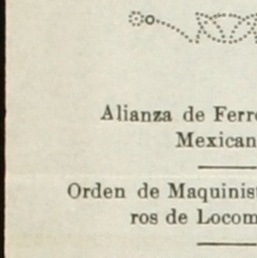 Alianza de Ferro
Mexican
Orden de Maquinist
ros de Locom